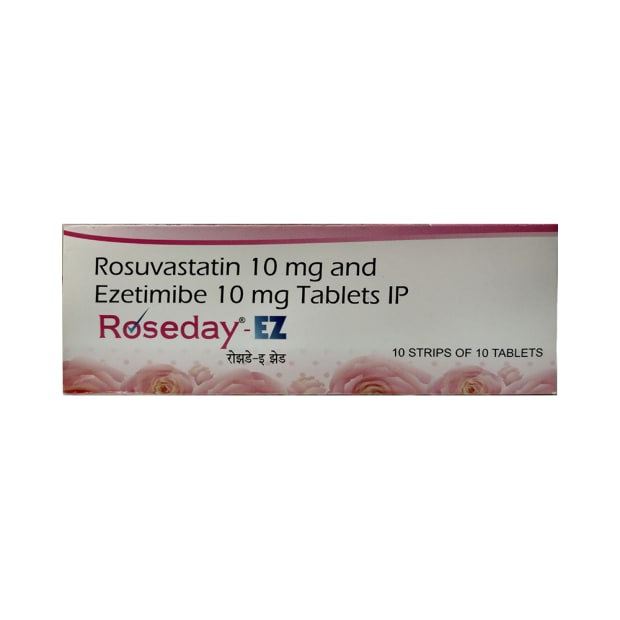 Rosuvastatin 10 mg and
Ezetimibe 10 mg Tablets IP
Roseday®-EZ
रोझडे-इ झेड
10 STRIPS OF 10 TABLETS